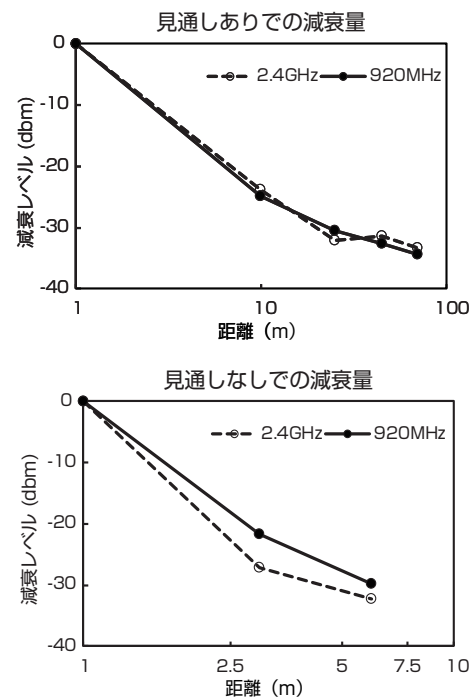 見通しありでの減衰量
2.4GHz 920MHz
減衰レベル (dbm)
0
-10
-20
-30
-40
1 10 100
距離（m）
見通しなしでの減衰量
2.4GHz 920MHz
減衰レベル (dbm)
0
-10
-20
-30
-40
1 2.5 5 7.5 10
距離（m）